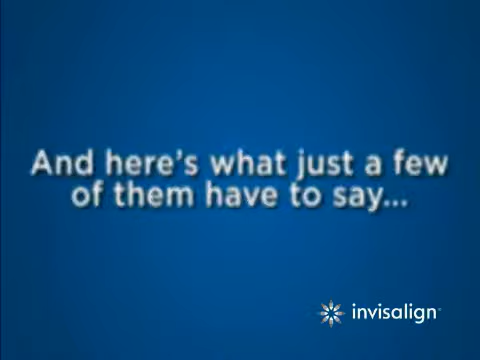 And here's what just a few
of them have to say...
invisalign